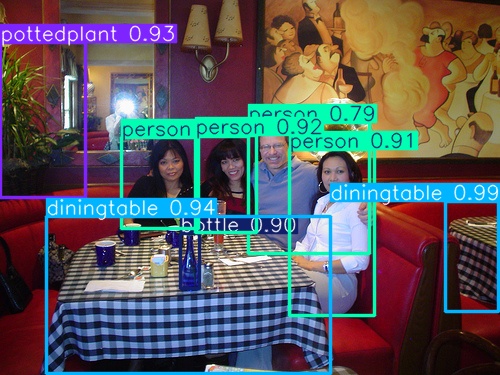 pottedplant 0.93
person 0.79
person
person 0.92
person 0.91
diningtable 0.99
diningtable 0.94
bottle 0.90